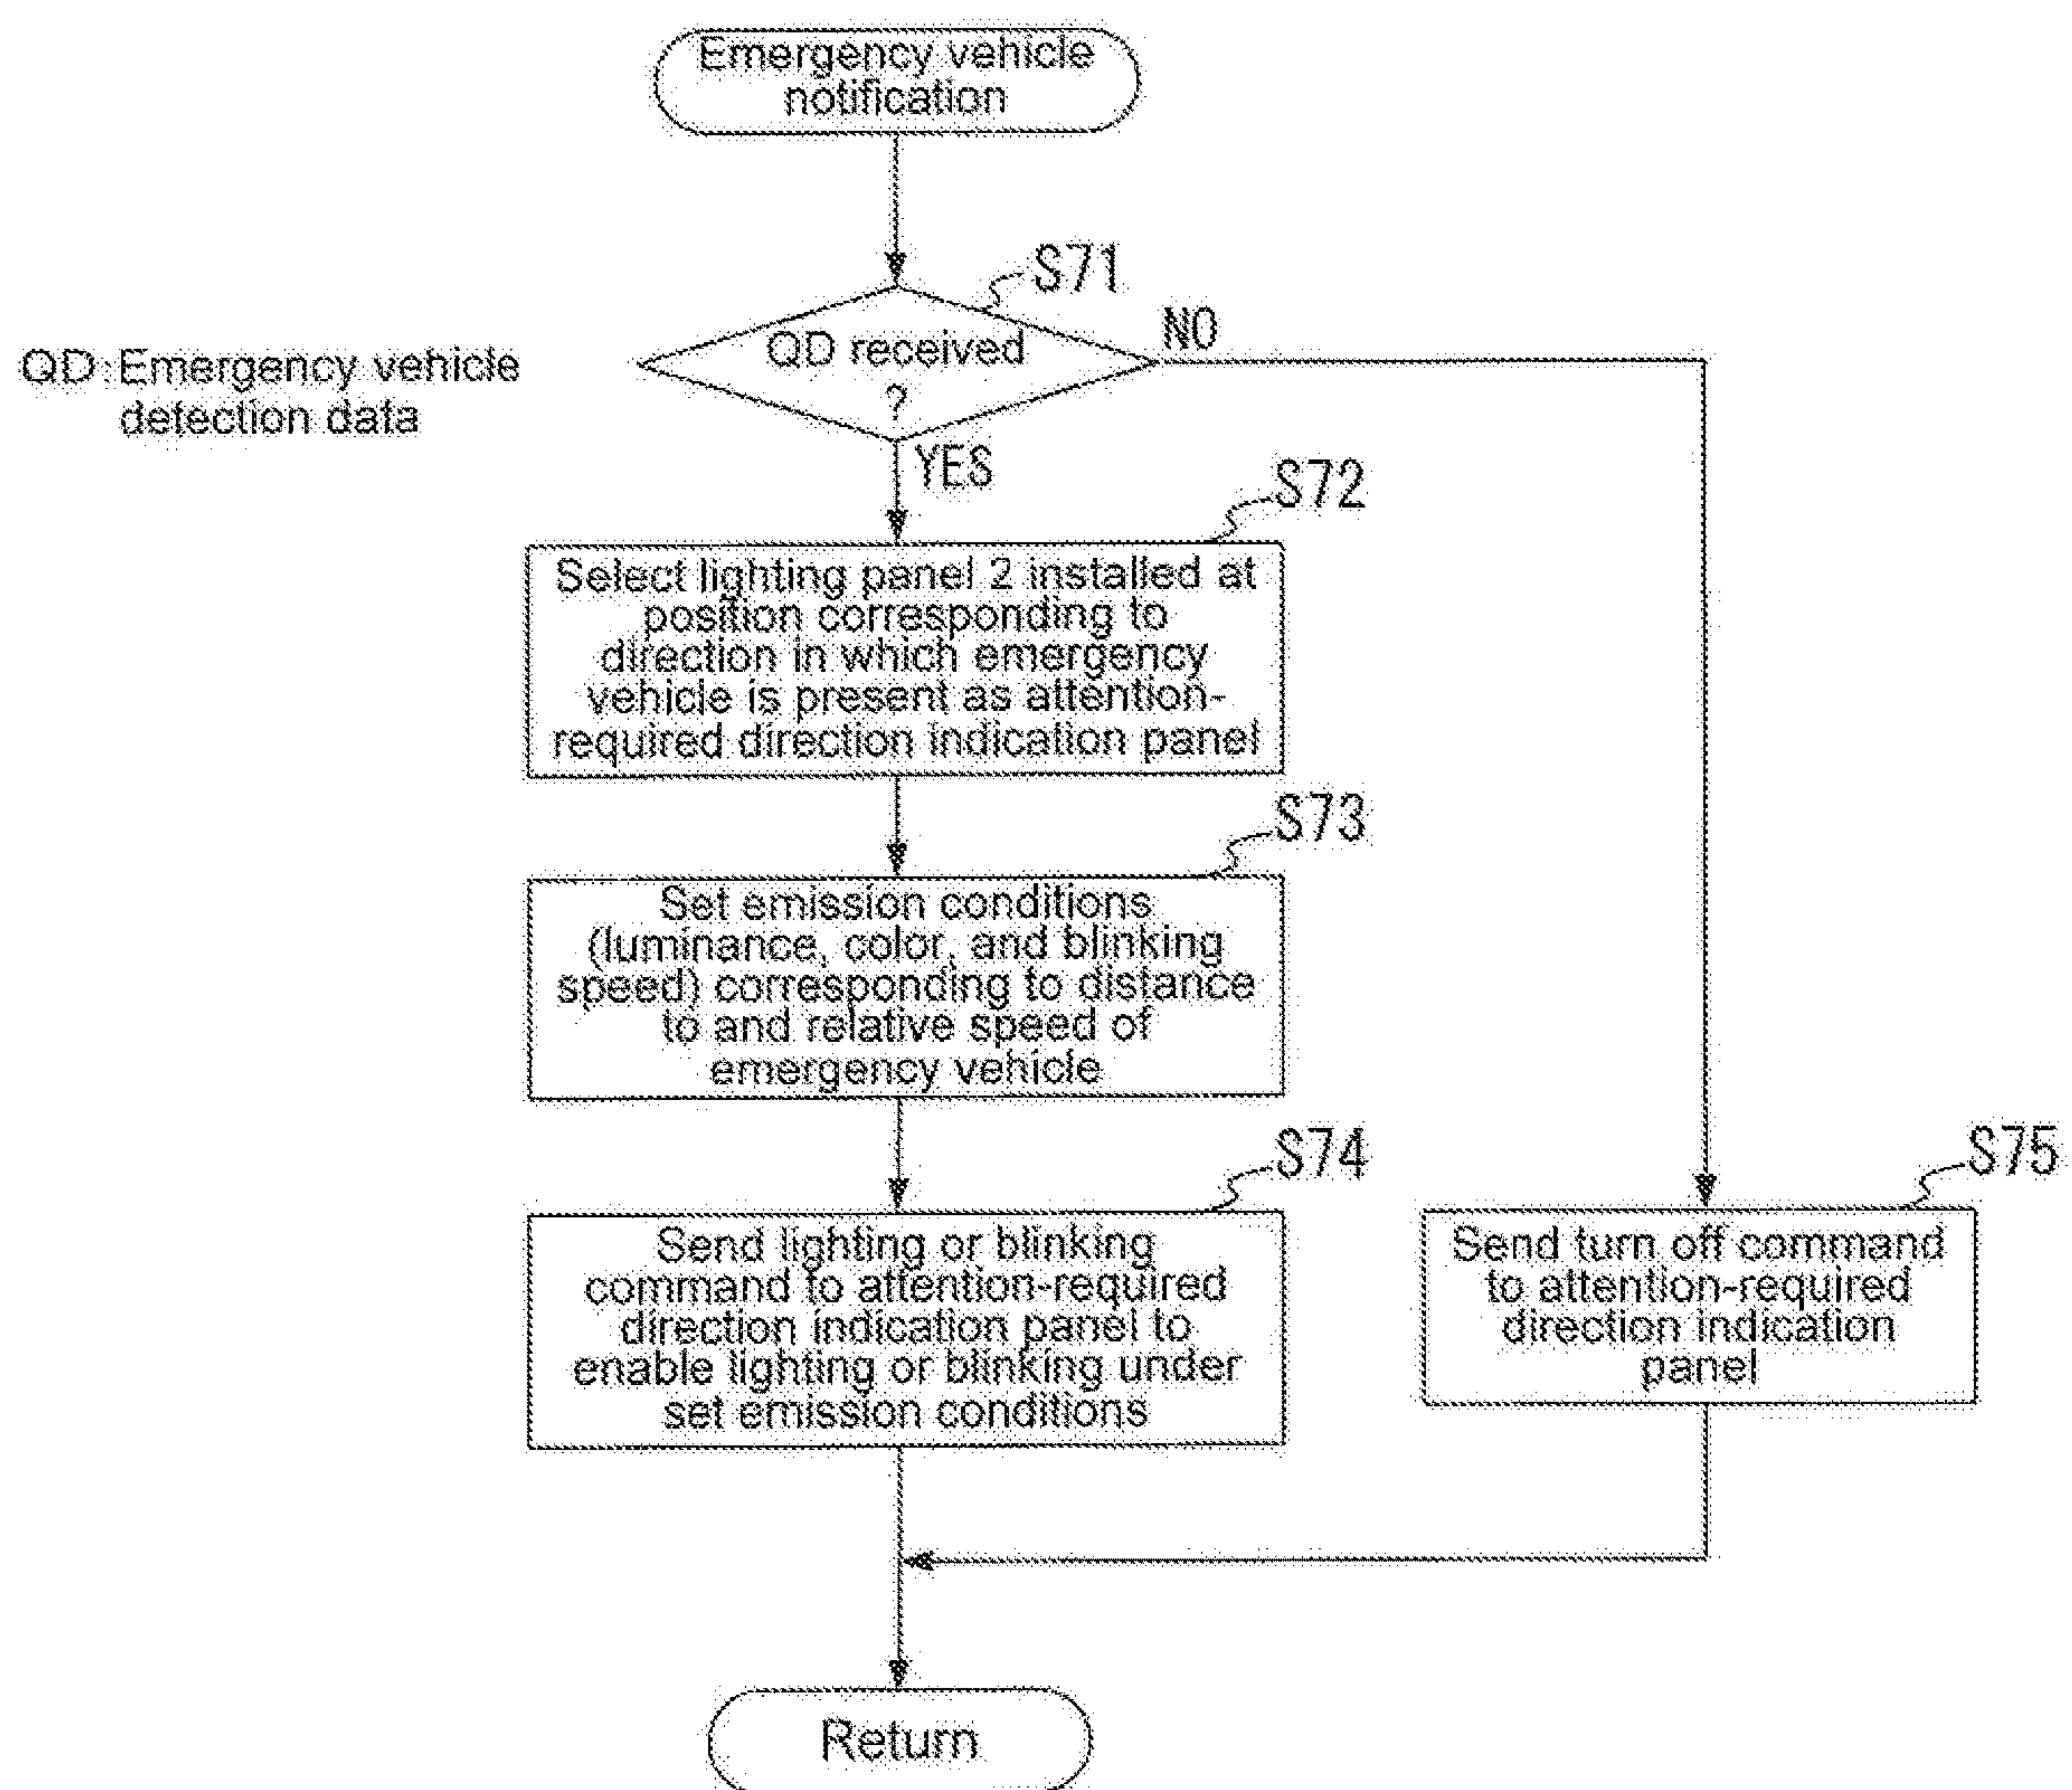 Emergency vehicle
notification
S71
QD received
?
NO
QD:Emergency vehicle
detection data
YES
S72
Select lighting panel 2 installed at
position corresponding to
direction in which emergency
vehicle is present as attention-
required direction indication panel
S73
Set emission conditions
(luminance, color, and blinking
speed) corresponding to distance
to and relative speed of
emergency vehicle
S74
Send lighting or blinking
command to attention-required
direction indication panel to
enable lighting or blinking under
set emission conditions
S75
Send turn off command
to attention-required
direction indication
panel
Return